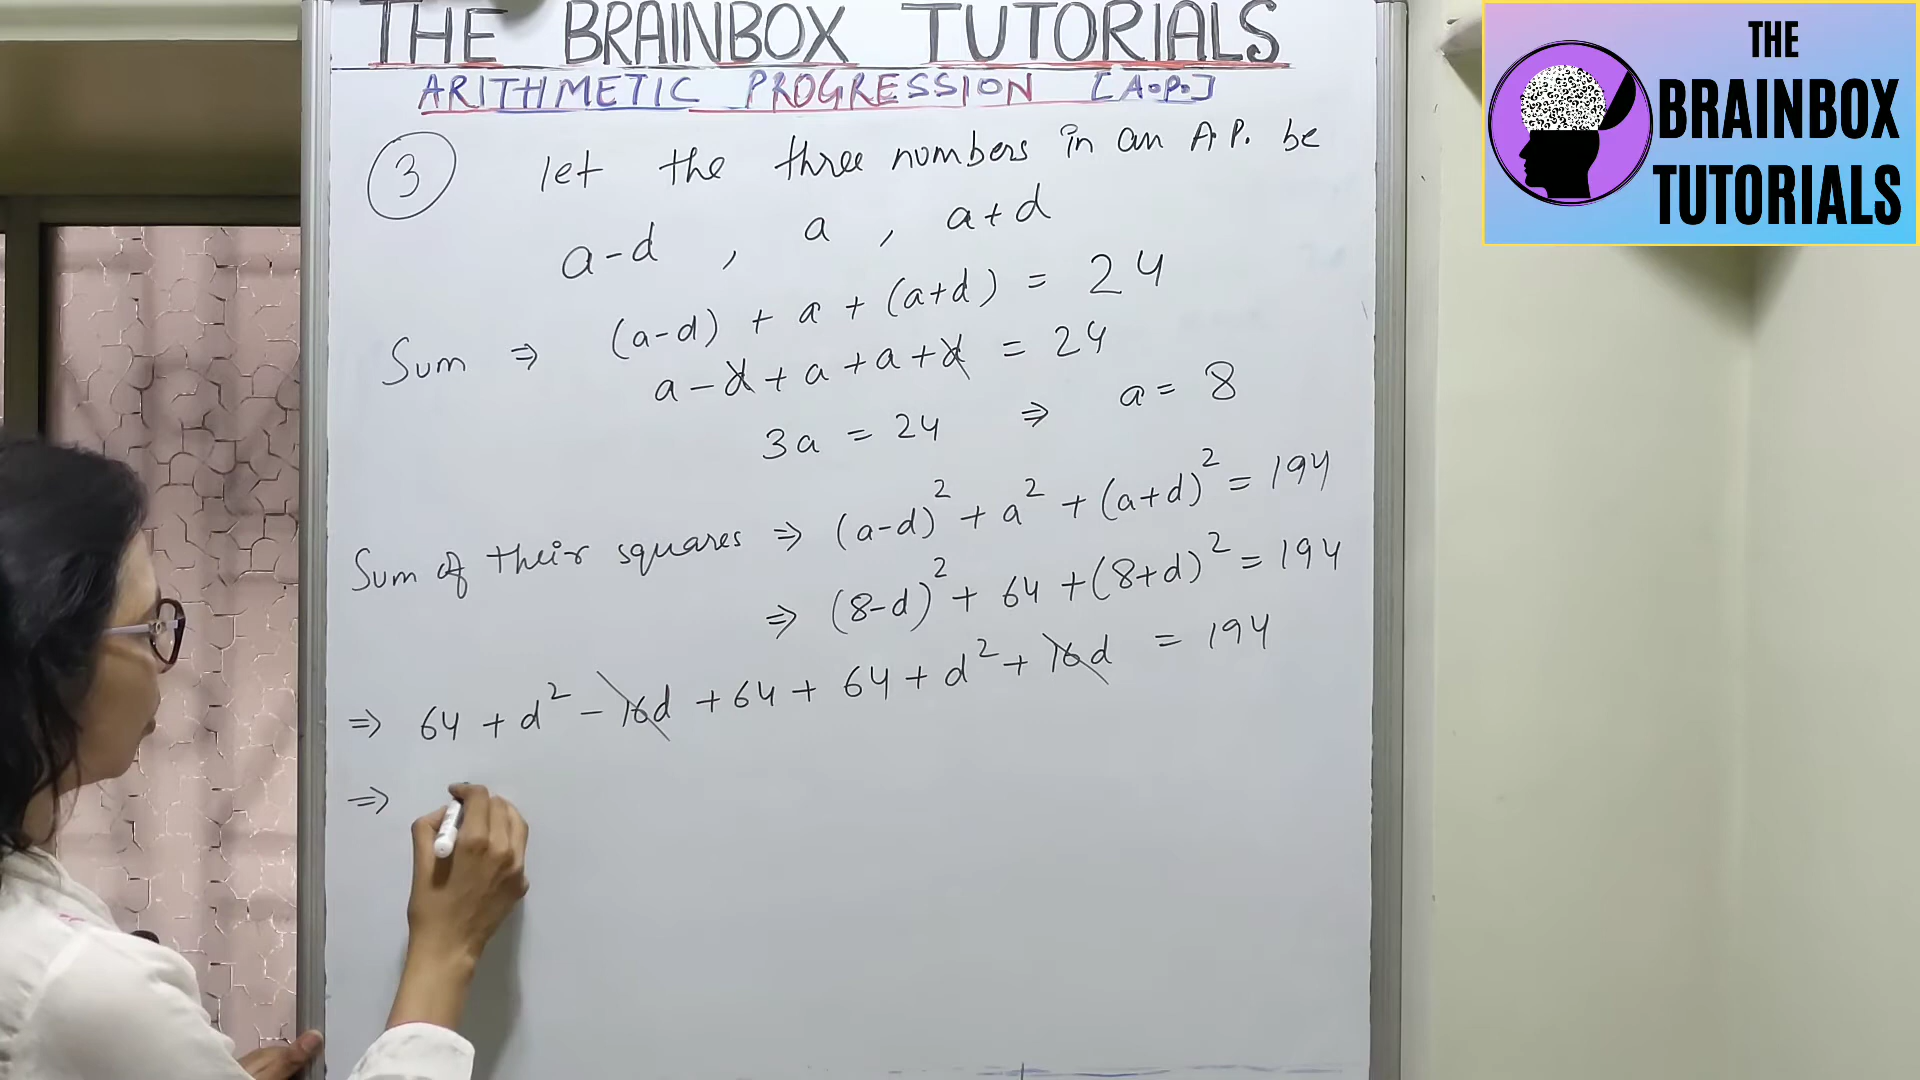 THE BRAINBOX TUTORIALS
ARITHMETIC PROGRESSION [A.P.]
3 let the three numbers in an A.P. be
a-d , a , a+d
Sum ⇒ (a-d) + a + (a+d) = 24
a - d + a + a + d = 24
3a = 24 ⇒ a = 8
Sum of their squares ⇒ (a-d)² + a² + (a+d)² = 194
⇒ (8-d)² + 64 + (8+d)² = 194
⇒ 64 + d² - 16d + 64 + 64 + d² + 16d = 194
⇒
THE
BRAINBOX
TUTORIALS